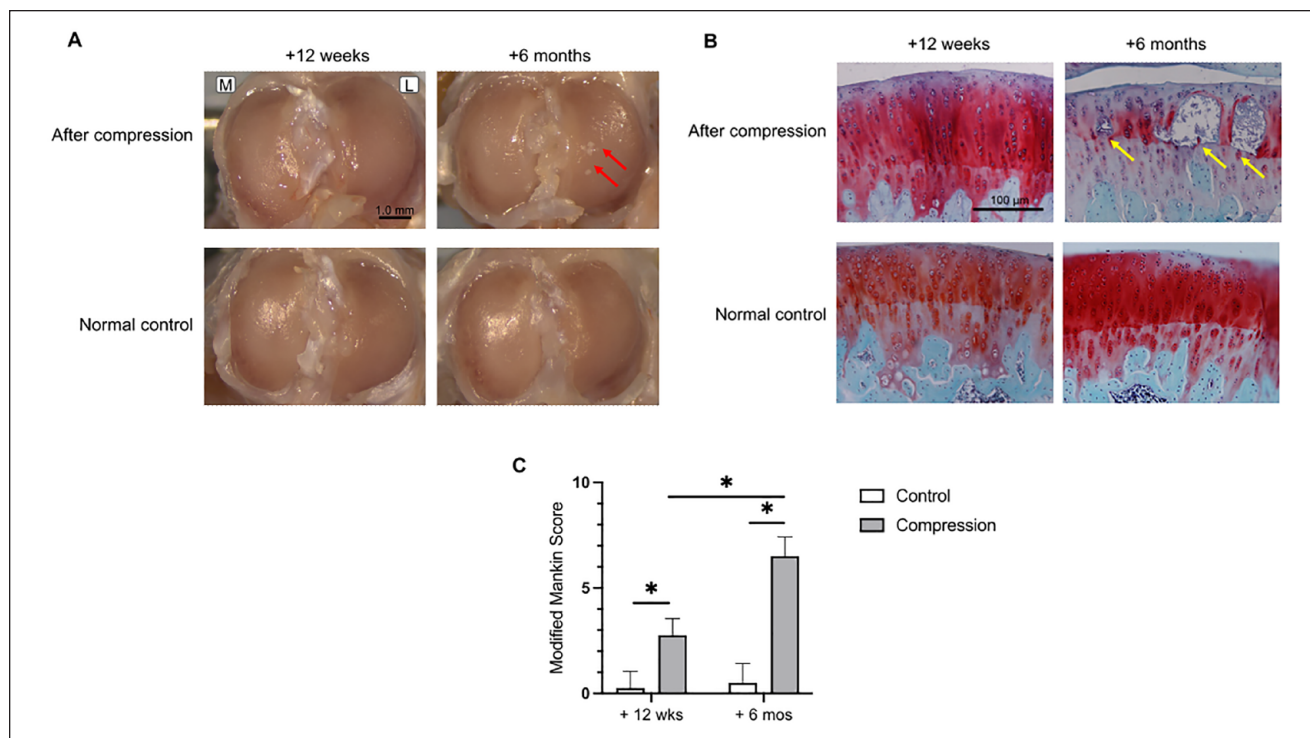 A
+12 weeks
+6 months
M
L
After compression
1.0 mm
Normal control
B
+12 weeks
+6 months
After compression
100 µm
Normal control
C
Modified Mankin Score
10
5
0
*
*
*
+ 12 wks
+ 6 mos
Control
Compression